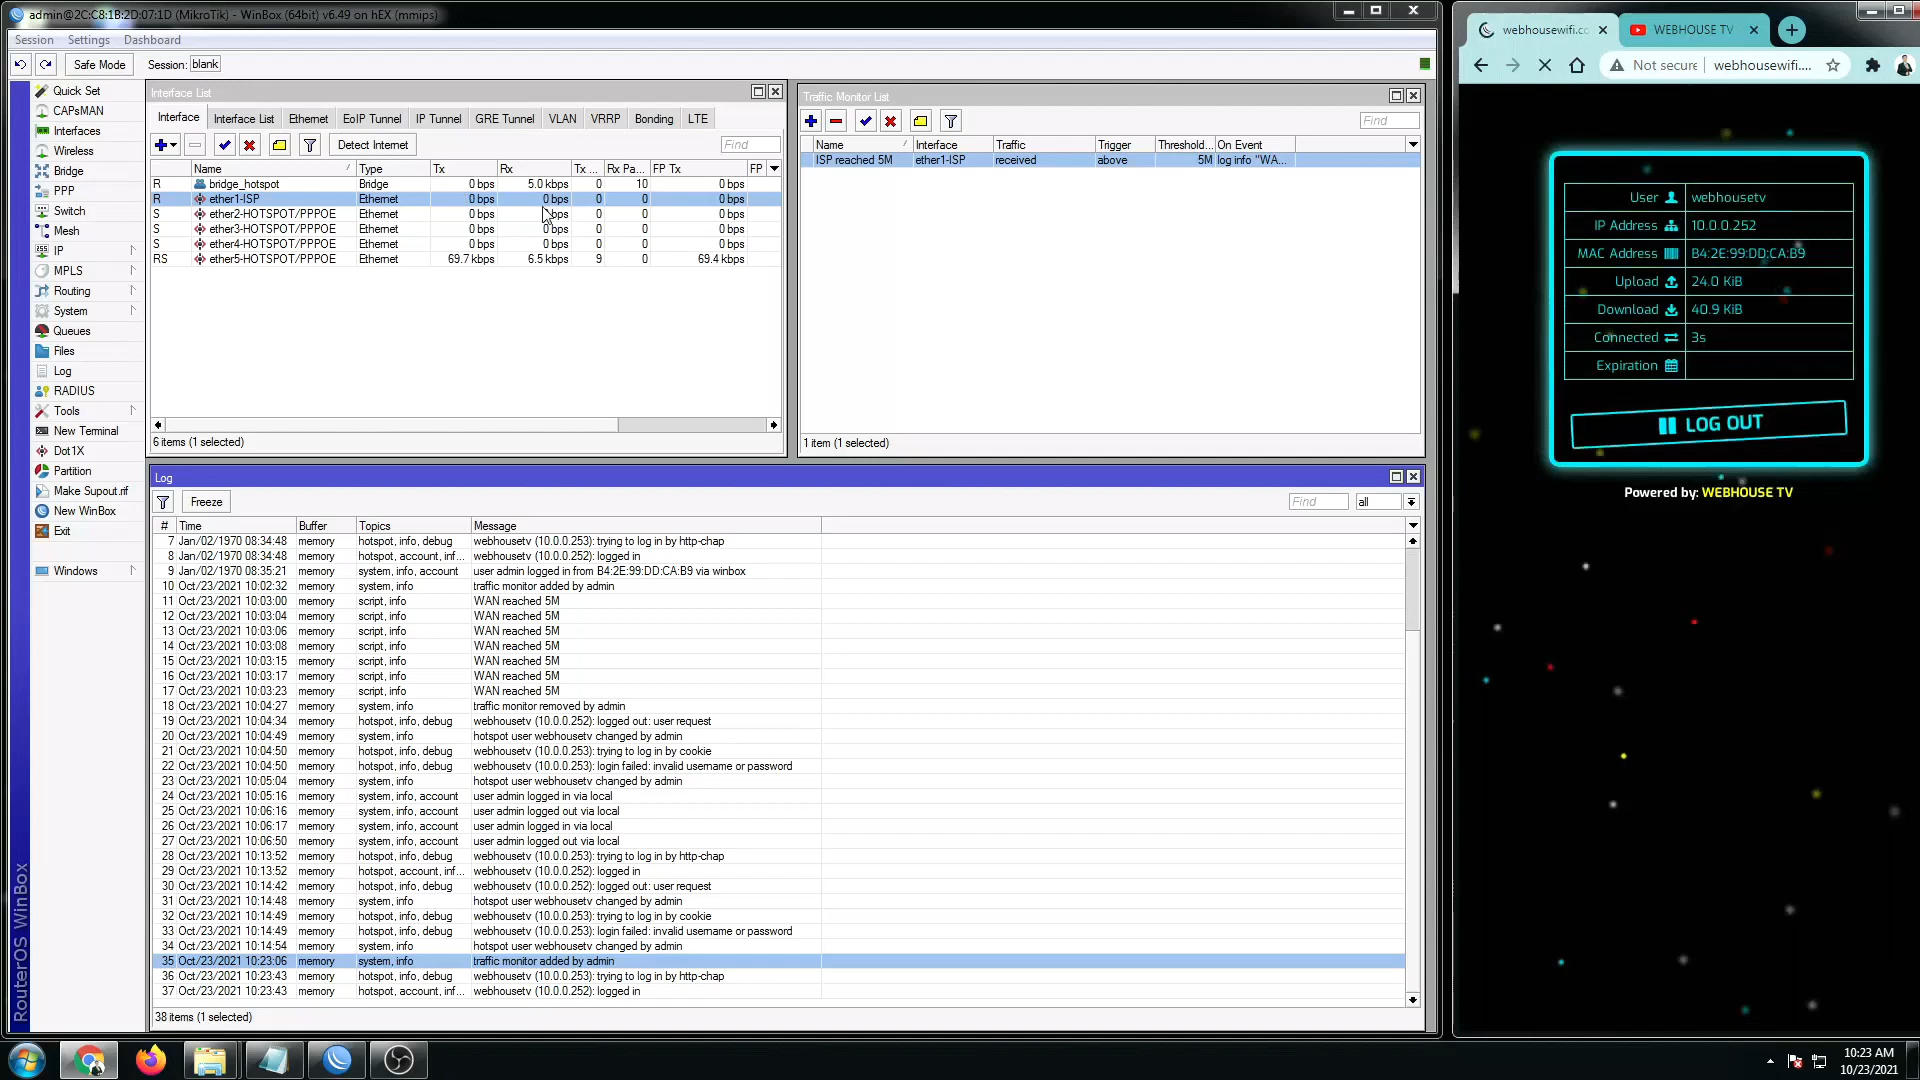 admin@2C:C8:1B:2D:07:1D (MikroTik) - WinBox (64bit) v6.49 on hEX (mmips)
Session Settings Dashboard
Safe Mode Session: blank
Quick Set
CAPsMAN
Interfaces
Wireless
Bridge
PPP
Switch
Mesh
IP
MPLS
Routing
System
Queues
Files
Log
RADIUS
Tools
New Terminal
Dot1X
Partition
Make Supout.rif
New WinBox
Exit
Windows
RouterOS WinBox
Interface List
Interface Interface List Ethernet EoIP Tunnel IP Tunnel GRE Tunnel VLAN VRRP Bonding LTE
Detect Internet Find
Name Type Tx Rx Tx ... Rx Pa... FP Tx FP
R bridge_hotspot Bridge 0 bps 5.0 kbps 0 10 0 bps
R ether1-ISP Ethernet 0 bps 0 bps 0 0 0 bps
S ether2-HOTSPOT/PPPOE Ethernet 0 bps bps 0 0 0 bps
S ether3-HOTSPOT/PPPOE Ethernet 0 bps 0 bps 0 0 0 bps
S ether4-HOTSPOT/PPPOE Ethernet 0 bps 0 bps 0 0 0 bps
RS ether5-HOTSPOT/PPPOE Ethernet 69.7 kbps 6.5 kbps 9 0 69.4 kbps
6 items (1 selected)
Traffic Monitor List
Find
Name Interface Traffic Trigger Threshold... On Event
ISP reached 5M ether1-ISP received above 5M log info "WA...
1 item (1 selected)
Log
Freeze Find all
# Time Buffer Topics Message
7 Jan/02/1970 08:34:48 memory hotspot, info, debug webhousetv (10.0.0.253): trying to log in by http-chap
8 Jan/02/1970 08:34:48 memory hotspot, account, inf... webhousetv (10.0.0.252): logged in
9 Jan/02/1970 08:35:21 memory system, info, account user admin logged in from B4:2E:99:DD:CA:B9 via winbox
10 Oct/23/2021 10:02:32 memory system, info traffic monitor added by admin
11 Oct/23/2021 10:03:00 memory script, info WAN reached 5M
12 Oct/23/2021 10:03:04 memory script, info WAN reached 5M
13 Oct/23/2021 10:03:06 memory script, info WAN reached 5M
14 Oct/23/2021 10:03:08 memory script, info WAN reached 5M
15 Oct/23/2021 10:03:15 memory script, info WAN reached 5M
16 Oct/23/2021 10:03:17 memory script, info WAN reached 5M
17 Oct/23/2021 10:03:23 memory script, info WAN reached 5M
18 Oct/23/2021 10:04:27 memory system, info traffic monitor removed by admin
19 Oct/23/2021 10:04:34 memory hotspot, info, debug webhousetv (10.0.0.252): logged out: user request
20 Oct/23/2021 10:04:49 memory system, info hotspot user webhousetv changed by admin
21 Oct/23/2021 10:04:50 memory hotspot, info, debug webhousetv (10.0.0.253): trying to log in by cookie
22 Oct/23/2021 10:04:50 memory hotspot, info, debug webhousetv (10.0.0.253): login failed: invalid username or password
23 Oct/23/2021 10:05:04 memory system, info hotspot user webhousetv changed by admin
24 Oct/23/2021 10:05:16 memory system, info, account user admin logged in via local
25 Oct/23/2021 10:06:16 memory system, info, account user admin logged out via local
26 Oct/23/2021 10:06:17 memory system, info, account user admin logged in via local
27 Oct/23/2021 10:06:50 memory system, info, account user admin logged out via local
28 Oct/23/2021 10:13:52 memory hotspot, info, debug webhousetv (10.0.0.253): trying to log in by http-chap
29 Oct/23/2021 10:13:52 memory hotspot, account, inf... webhousetv (10.0.0.252): logged in
30 Oct/23/2021 10:14:42 memory hotspot, info, debug webhousetv (10.0.0.252): logged out: user request
31 Oct/23/2021 10:14:48 memory system, info hotspot user webhousetv changed by admin
32 Oct/23/2021 10:14:49 memory hotspot, info, debug webhousetv (10.0.0.253): trying to log in by cookie
33 Oct/23/2021 10:14:49 memory hotspot, info, debug webhousetv (10.0.0.253): login failed: invalid username or password
34 Oct/23/2021 10:14:54 memory system, info hotspot user webhousetv changed by admin
35 Oct/23/2021 10:23:06 memory system, info traffic monitor added by admin
36 Oct/23/2021 10:23:43 memory hotspot, info, debug webhousetv (10.0.0.253): trying to log in by http-chap
37 Oct/23/2021 10:23:43 memory hotspot, account, inf... webhousetv (10.0.0.252): logged in
38 items (1 selected)
webhousewifi.co WEBHOUSE TV
Not secure webhousewifi....
User webhousetv
IP Address 10.0.0.252
MAC Address B4:2E:99:DD:CA:B9
Upload 24.0 KiB
Download 40.9 KiB
Connected 3s
Expiration
LOG OUT
Powered by: WEBHOUSE TV
10:23 AM
10/23/2021